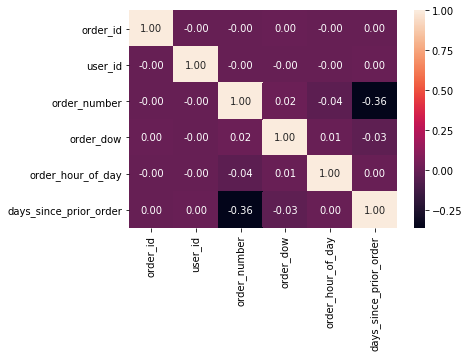 order_id 1.00 -0.00 -0.00 0.00 -0.00 0.00
user_id -0.00 1.00 -0.00 -0.00 -0.00 0.00
order_number -0.00 -0.00 1.00 0.02 -0.04 -0.36
order_dow 0.00 -0.00 0.02 1.00 0.01 -0.03
order_hour_of_day -0.00 -0.00 -0.04 0.01 1.00 0.00
days_since_prior_order 0.00 0.00 -0.36 -0.03 0.00 1.00
order_id
user_id
order_number
order_dow
order_hour_of_day
days_since_prior_order
1.00
0.75
0.50
0.25
0.00
-0.25